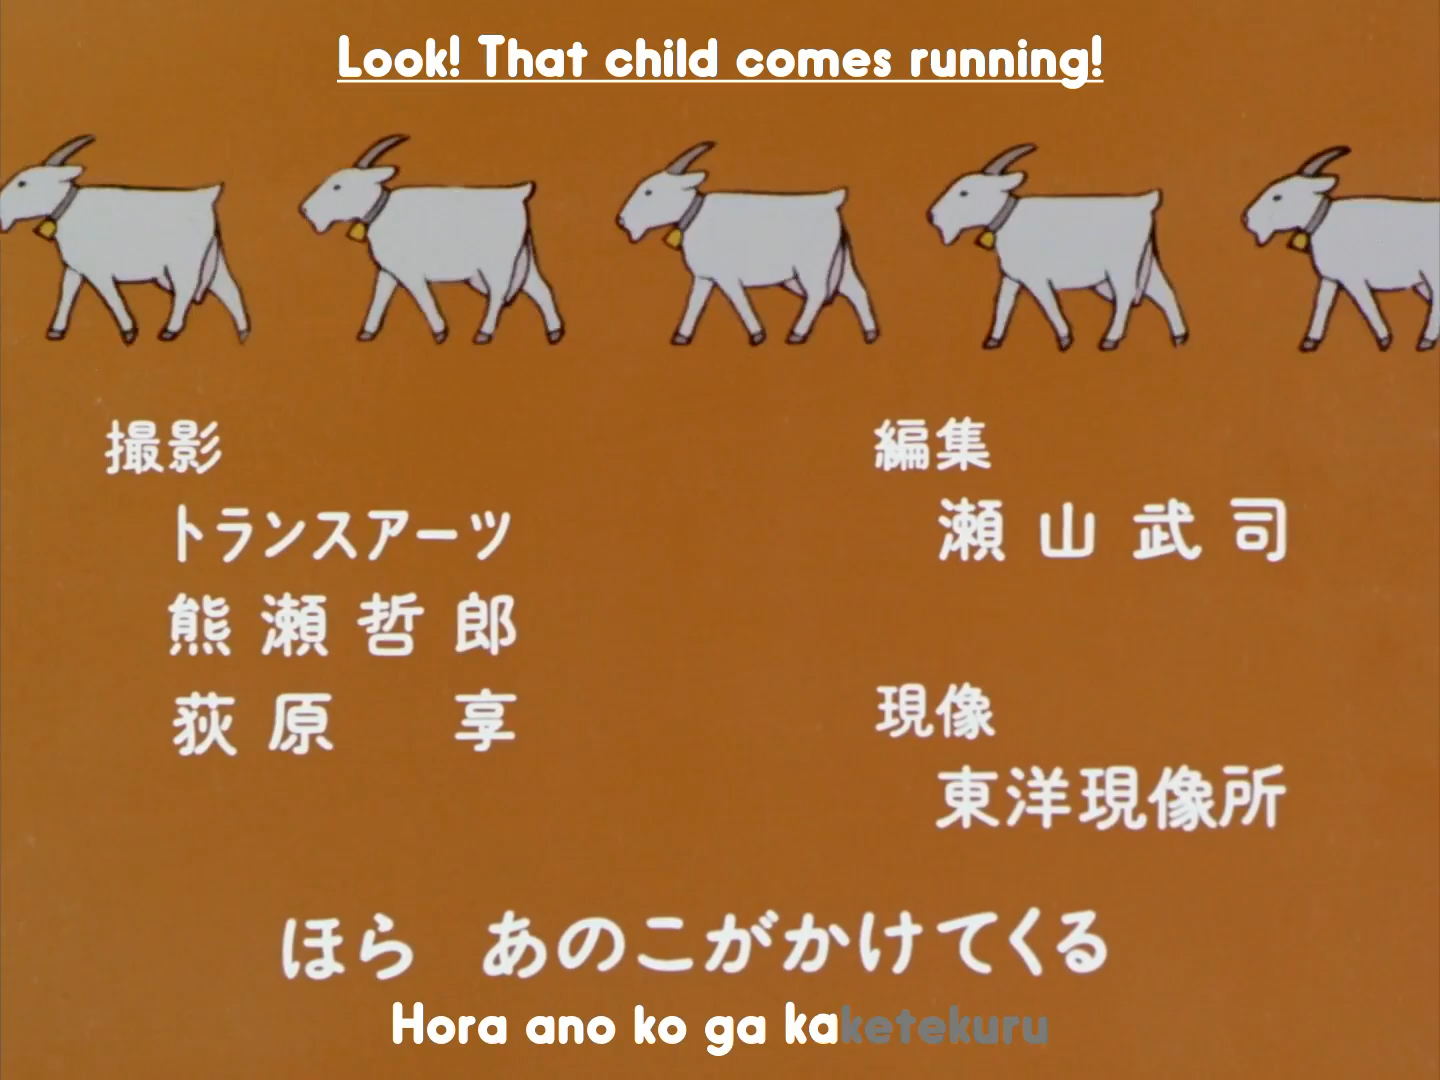 Look! That child comes running!
撮影
トランスアーツ
熊瀬哲郎
荻原 享
編集
瀬山武司
現像
東洋現像所
ほら あのこがかけてくる
Hora ano ko ga kaketekuru